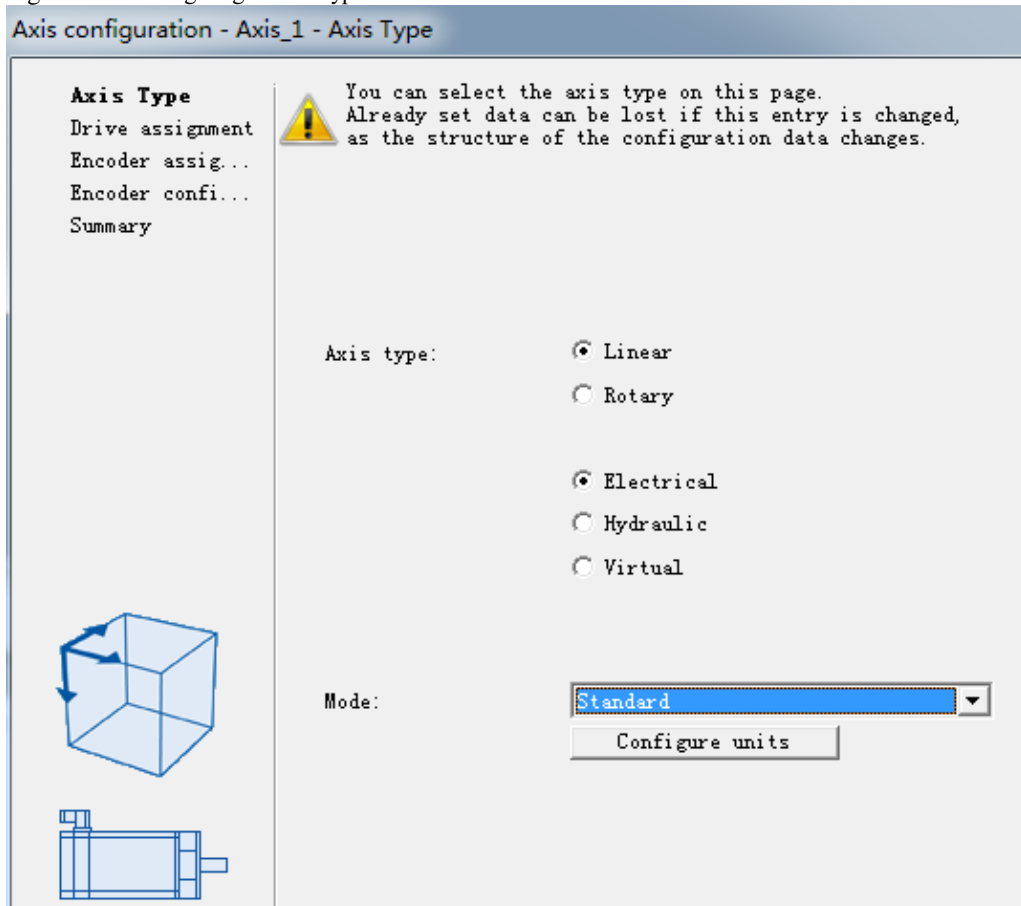 Axis configuration - Axis_1 - Axis Type
Axis Type
Drive assignment
Encoder assig...
Encoder confi...
Summary
You can select the axis type on this page.
Already set data can be lost if this entry is changed,
as the structure of the configuration data changes.
Axis type:
Linear
Rotary
Electrical
Hydraulic
Virtual
Mode:
Standard
Configure units